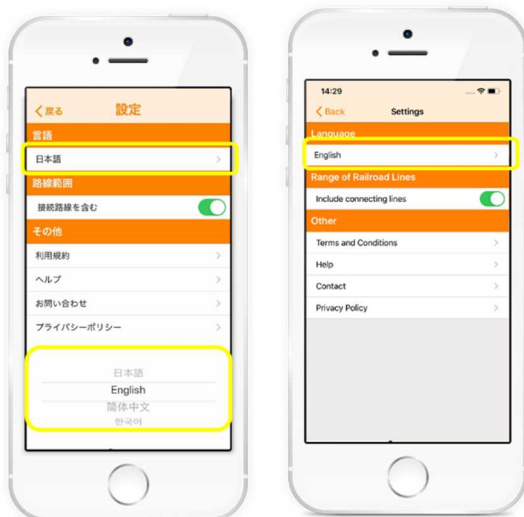 戻る 設定
言語
日本語
路線範囲
接続路線を含む
その他
利用規約
ヘルプ
お問い合わせ
プライバシーポリシー
日本語
English
简体中文
한국어
14:29
Back Settings
Language
English
Range of Railroad Lines
Include connecting lines
Other
Terms and Conditions
Help
Contact
Privacy Policy